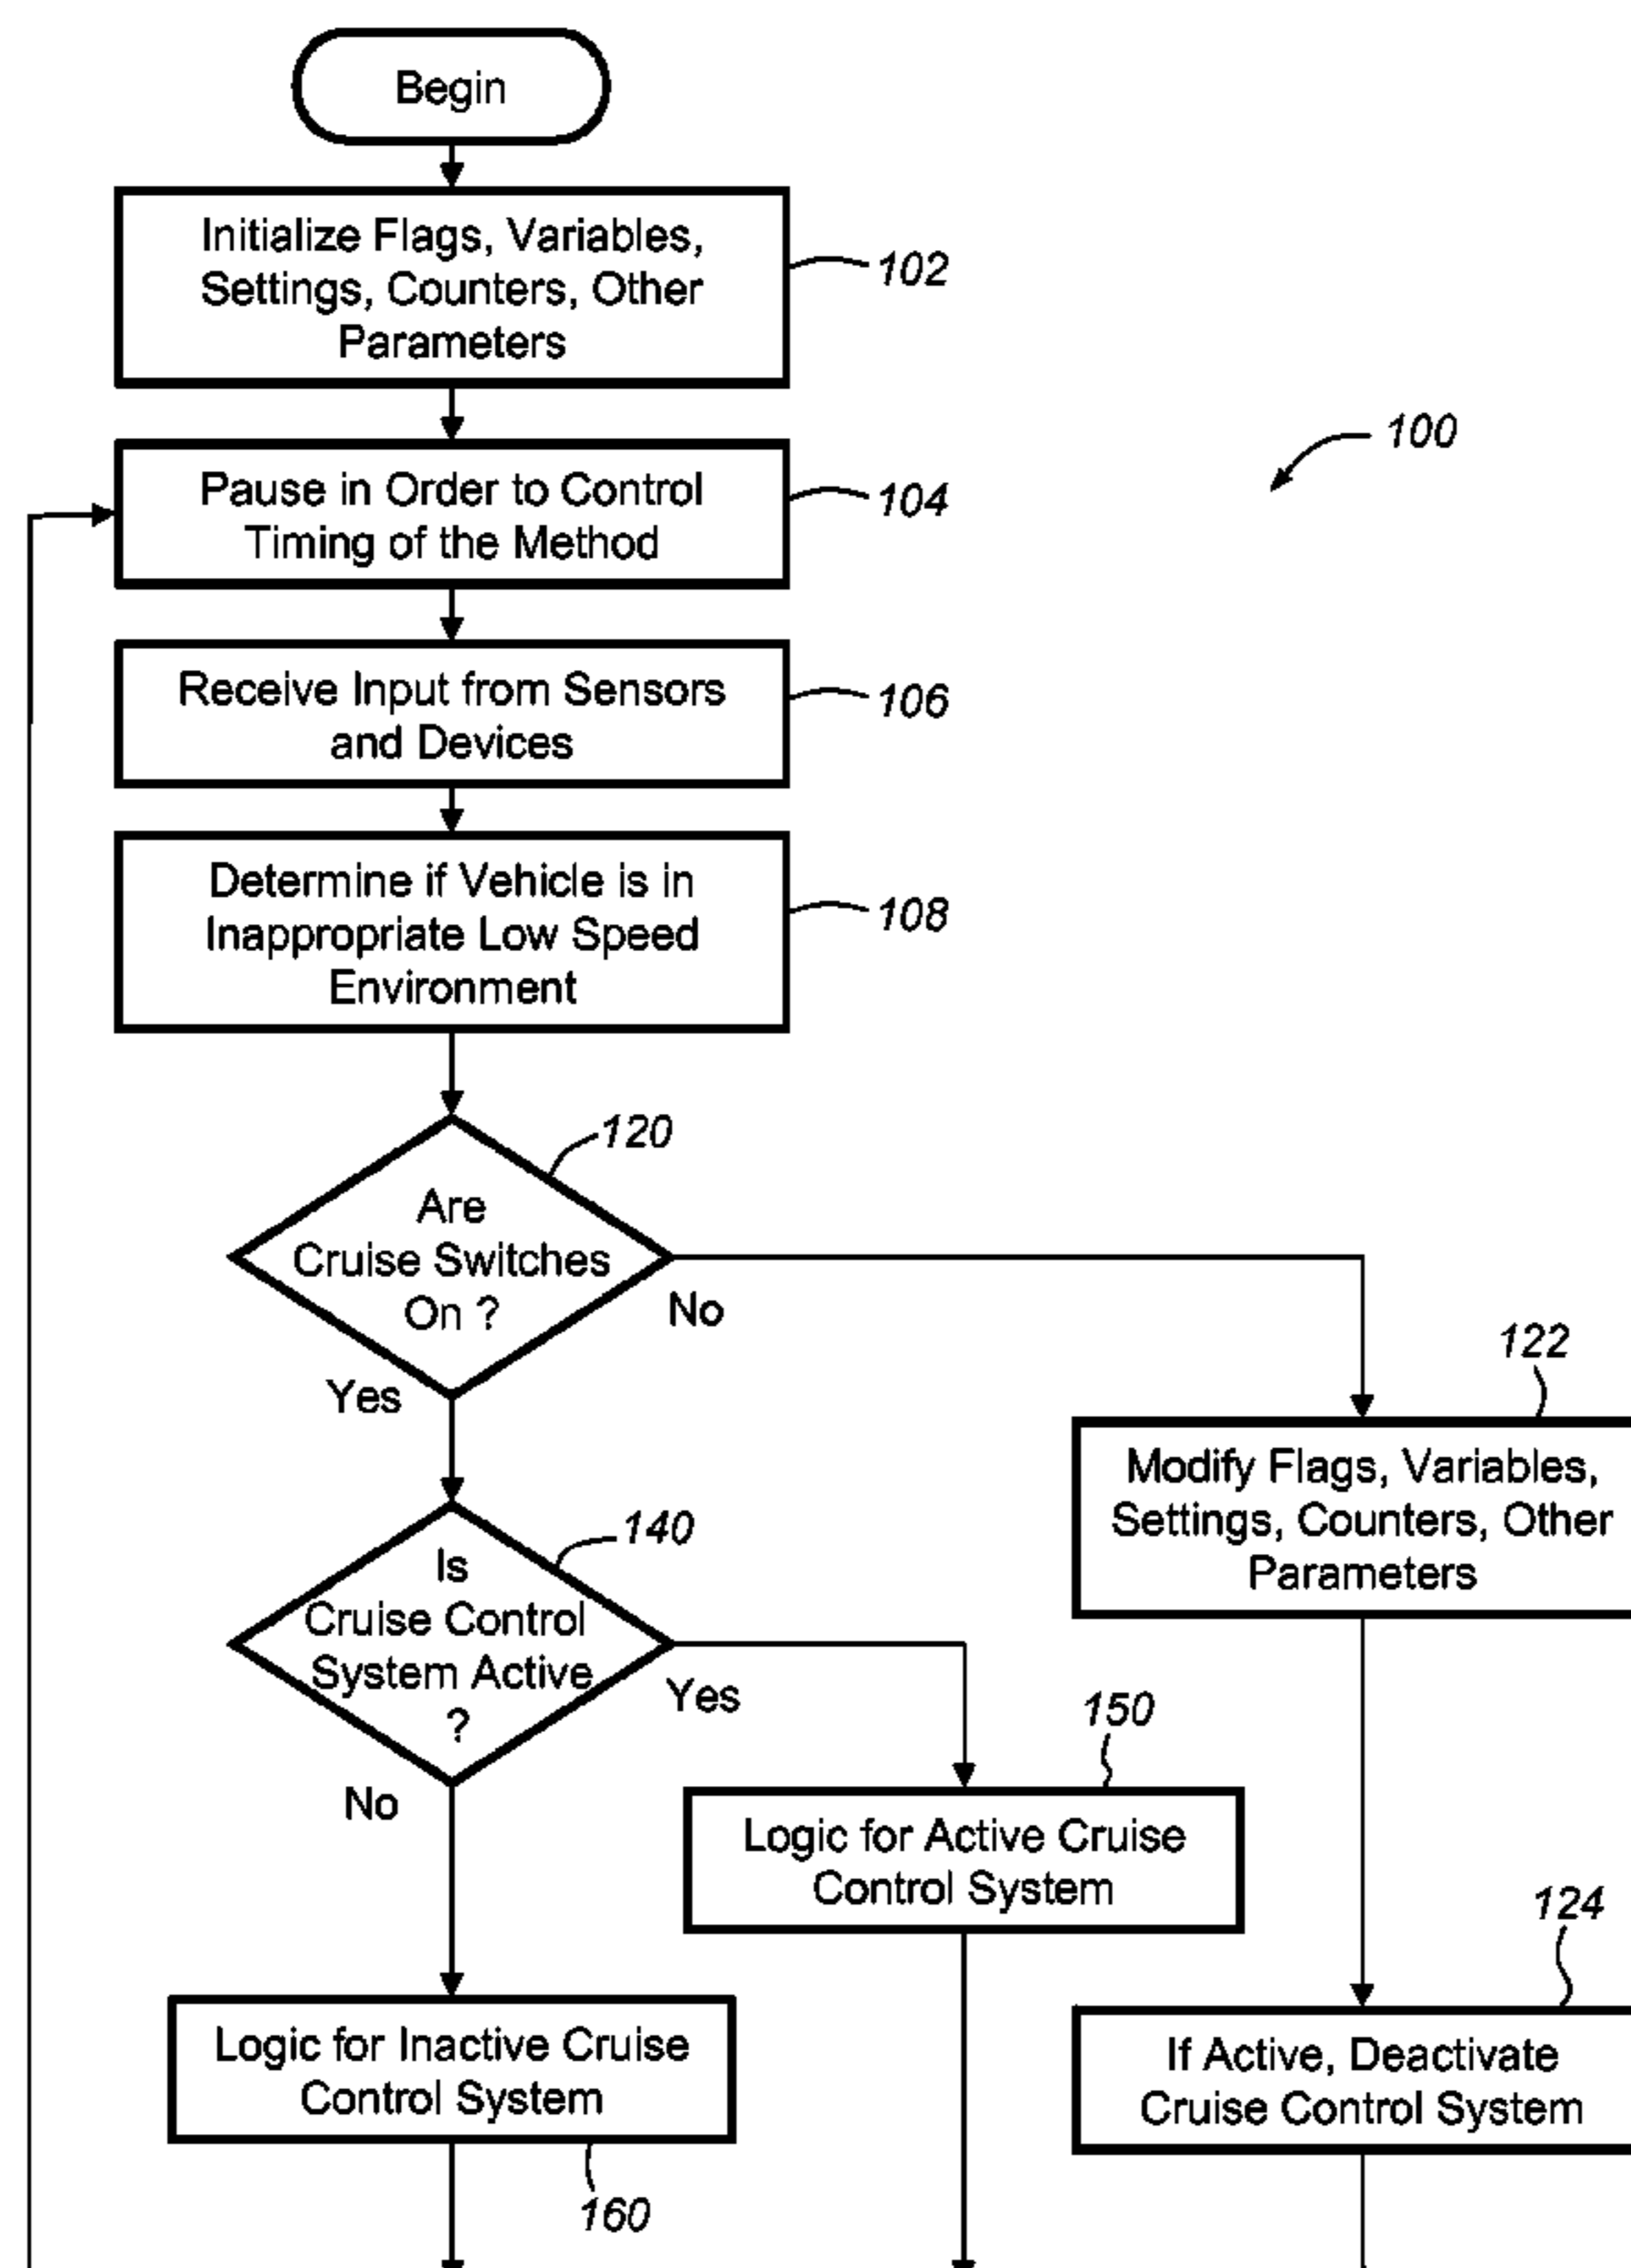 Begin
Initialize Flags, Variables,
Settings, Counters, Other
Parameters
102
100
Pause in Order to Control
Timing of the Method
104
Receive Input from Sensors
and Devices
106
Determine if Vehicle is in
Inappropriate Low Speed
Environment
108
120
Are
Cruise Switches
On ?
No
Yes
122
Modify Flags, Variables,
Settings, Counters, Other
Parameters
140
Is
Cruise Control
System Active
?
Yes
No
150
Logic for Active Cruise
Control System
124
If Active, Deactivate
Cruise Control System
Logic for Inactive Cruise
Control System
160